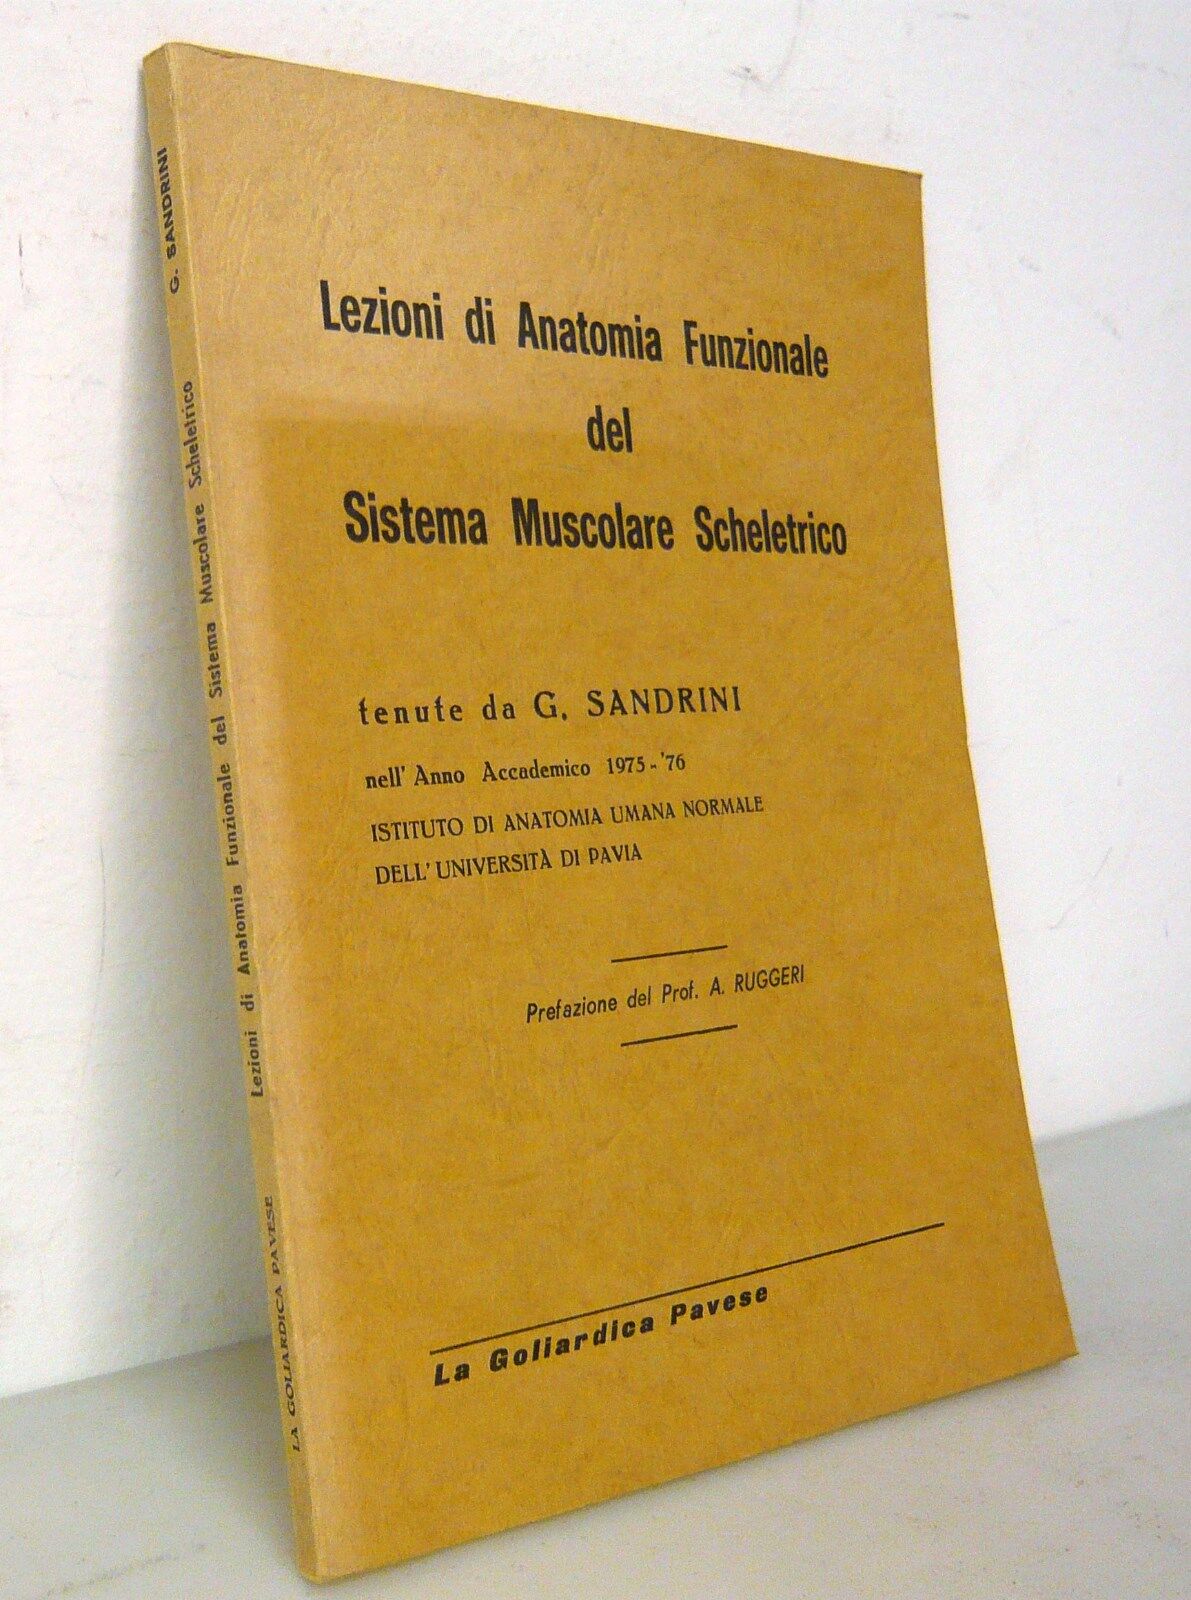 G. SANDRINI
Lezioni di Anatomia Funzionale del Sistema Muscolare Scheletrico
LA GOLIARDICA PAVESE
Lezioni di Anatomia Funzionale
del
Sistema Muscolare Scheletrico
tenute da G. SANDRINI
nell' Anno Accademico 1975-'76
ISTITUTO DI ANATOMIA UMANA NORMALE
DELL'UNIVERSITÀ DI PAVIA
Prefazione del Prof. A. RUGGERI
La Goliardica Pavese